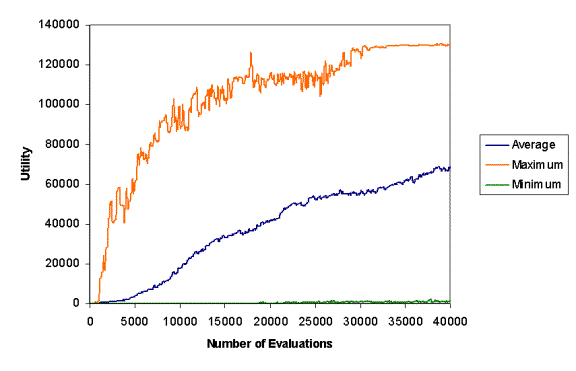 140000
120000
100000
80000
60000
40000
20000
0
Utility
0 5000 10000 15000 20000 25000 30000 35000 40000
Number of Evaluations
Average
Maximum
Minimum